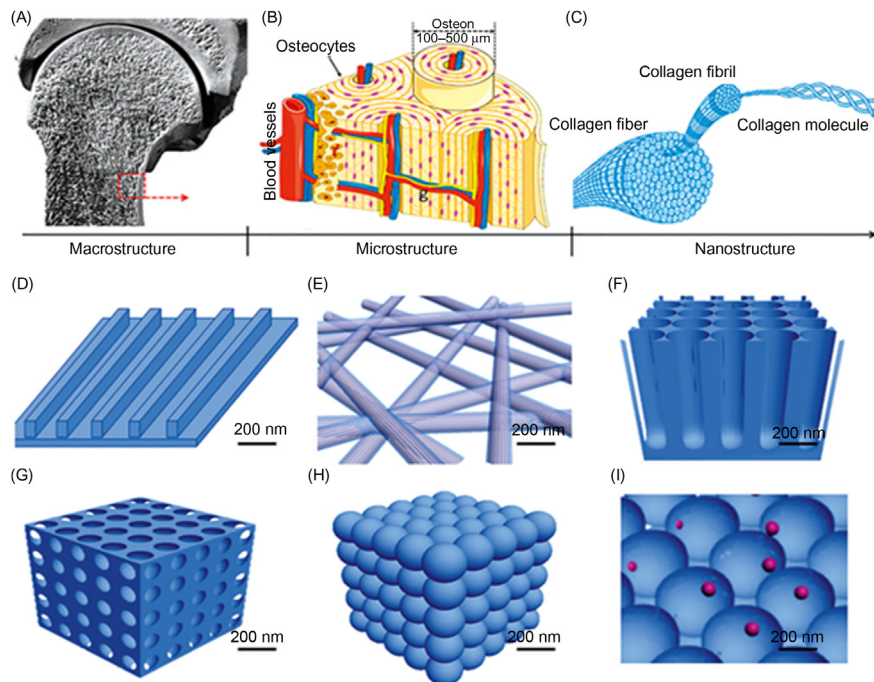 (A)
(B)
(C)
Osteon
100–500 μm
Osteocytes
Blood vessels
g
Collagen fibril
Collagen fiber
Collagen molecule
Macrostructure
Microstructure
Nanostructure
(D)
(E)
(F)
200 nm
200 nm
200 nm
(G)
(H)
(I)
200 nm
200 nm
200 nm